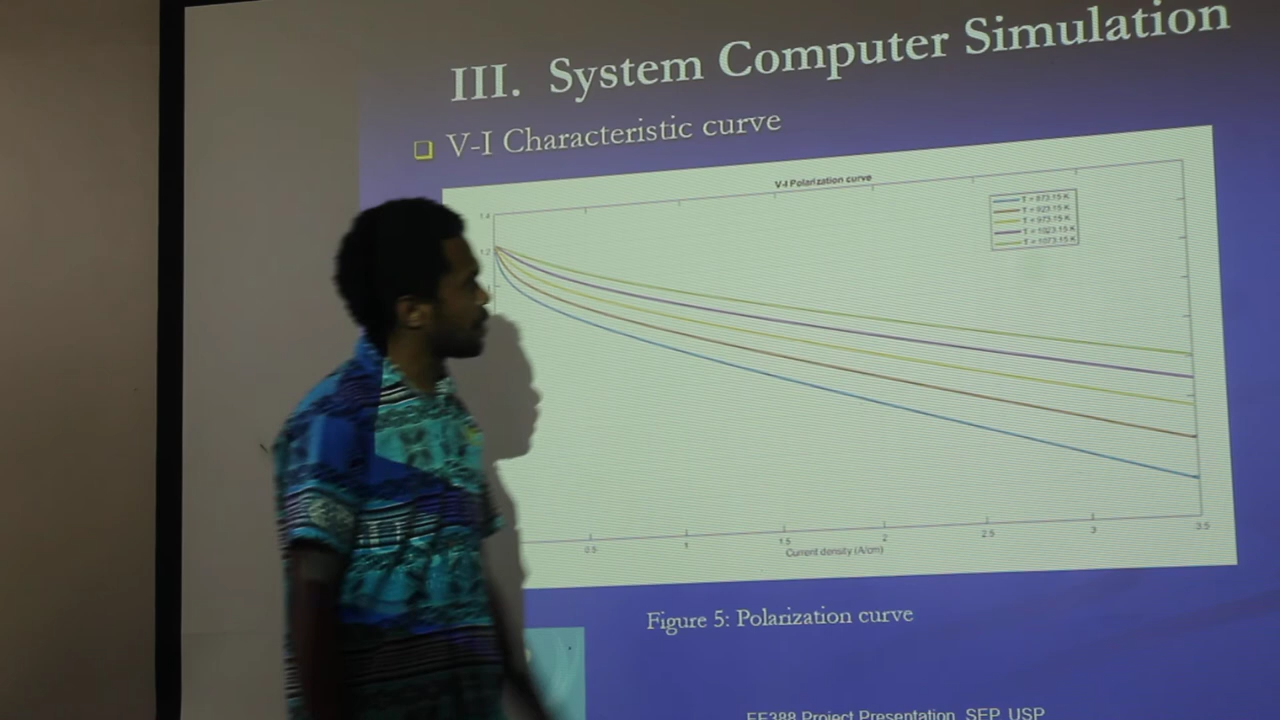 III. System Computer Simulation
❑ V-I Characteristic curve
V-I Polarization curve
1.4
1.2
T = 873.15 K
T = 923.15 K
T = 973.15 K
T = 1023.15 K
T = 1073.15 K
0.5 1 1.5 2 2.5 3 3.5
Current density (A/cm)
Figure 5: Polarization curve
EE388 Project Presentation, SEP, USP